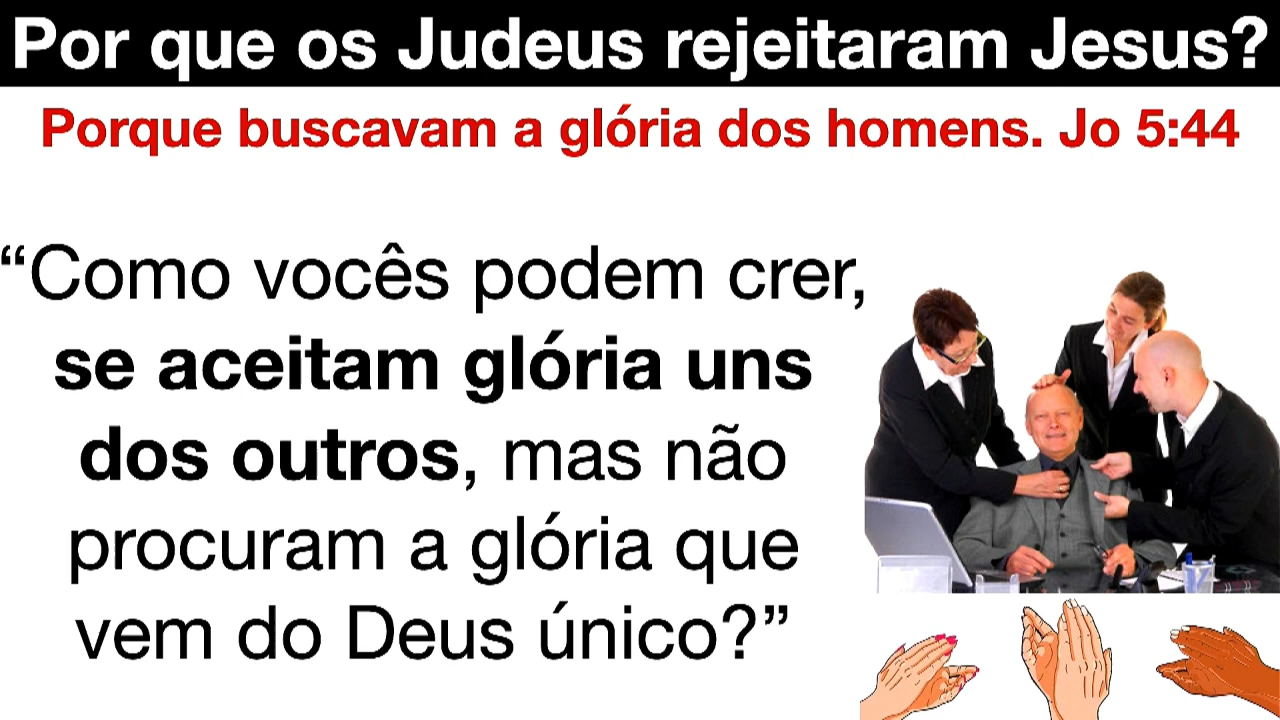 Por que os Judeus rejeitaram Jesus?
Porque buscavam a glória dos homens. Jo 5:44
“Como vocês podem crer,
se aceitam glória uns
dos outros, mas não
procuram a glória que
vem do Deus único?”